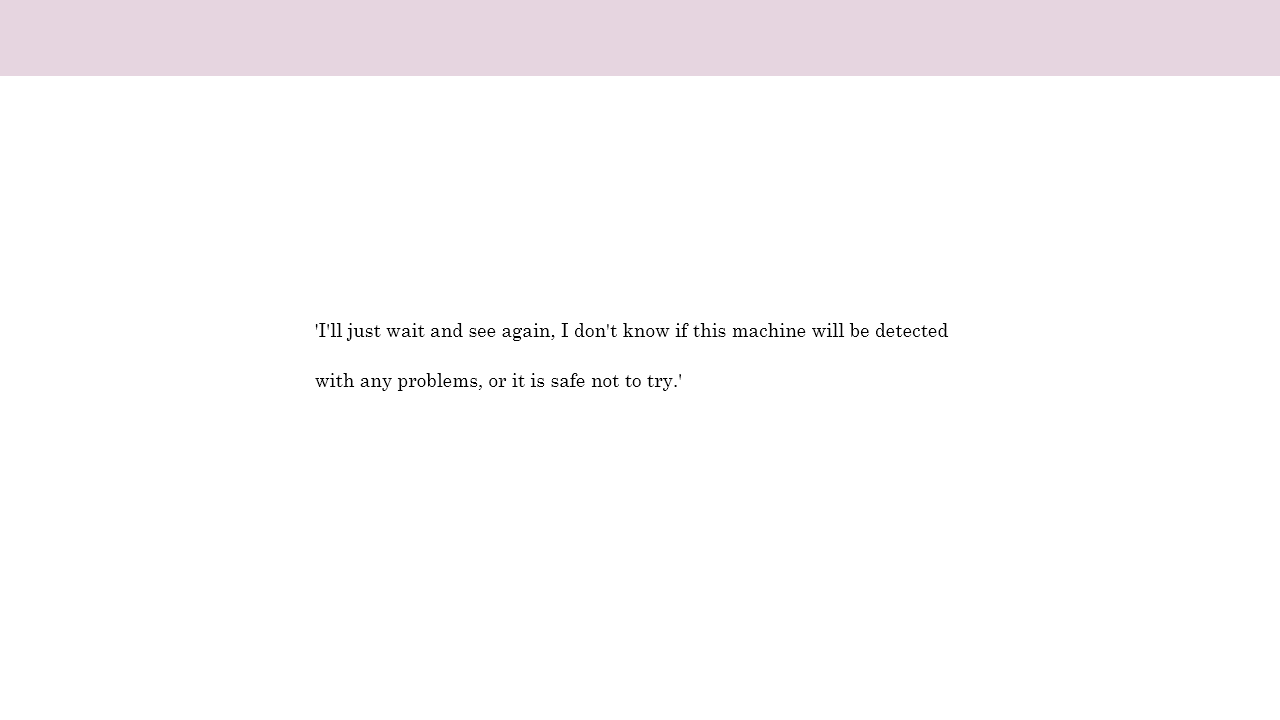 'I'll just wait and see again, I don't know if this machine will be detected
with any problems, or it is safe not to try.'